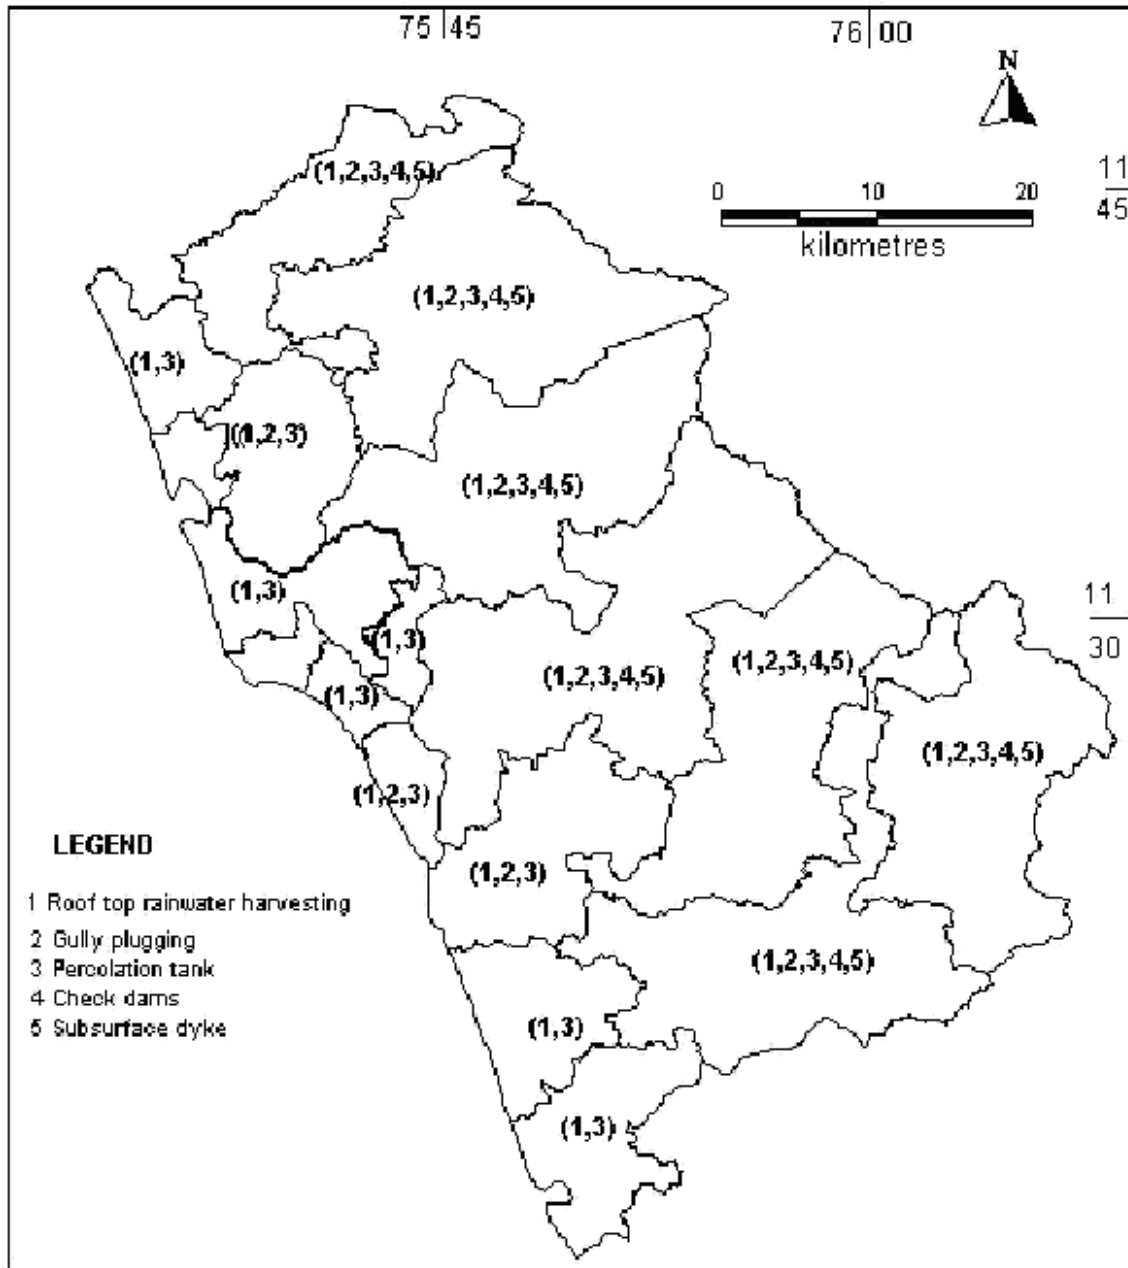 75 45
76 00
N
11
45
0 10 20
kilometres
(1,2,3,4,5)
(1,2,3,4,5)
(1,3)
((1,2,3)
(1,2,3,4,5)
(1,3)
11
30
(1,3)
(1,2,3,4,5)
(1,2,3,4,5)
(1,3)
(1,2,3,4,5)
(1,2,3)
(1,2,3)
(1,2,3,4,5)
(1,3)
(1,3)
LEGEND
1 Roof top rainwater harvesting
2 Gully plugging
3 Percolation tank
4 Check dams
5 Subsurface dyke